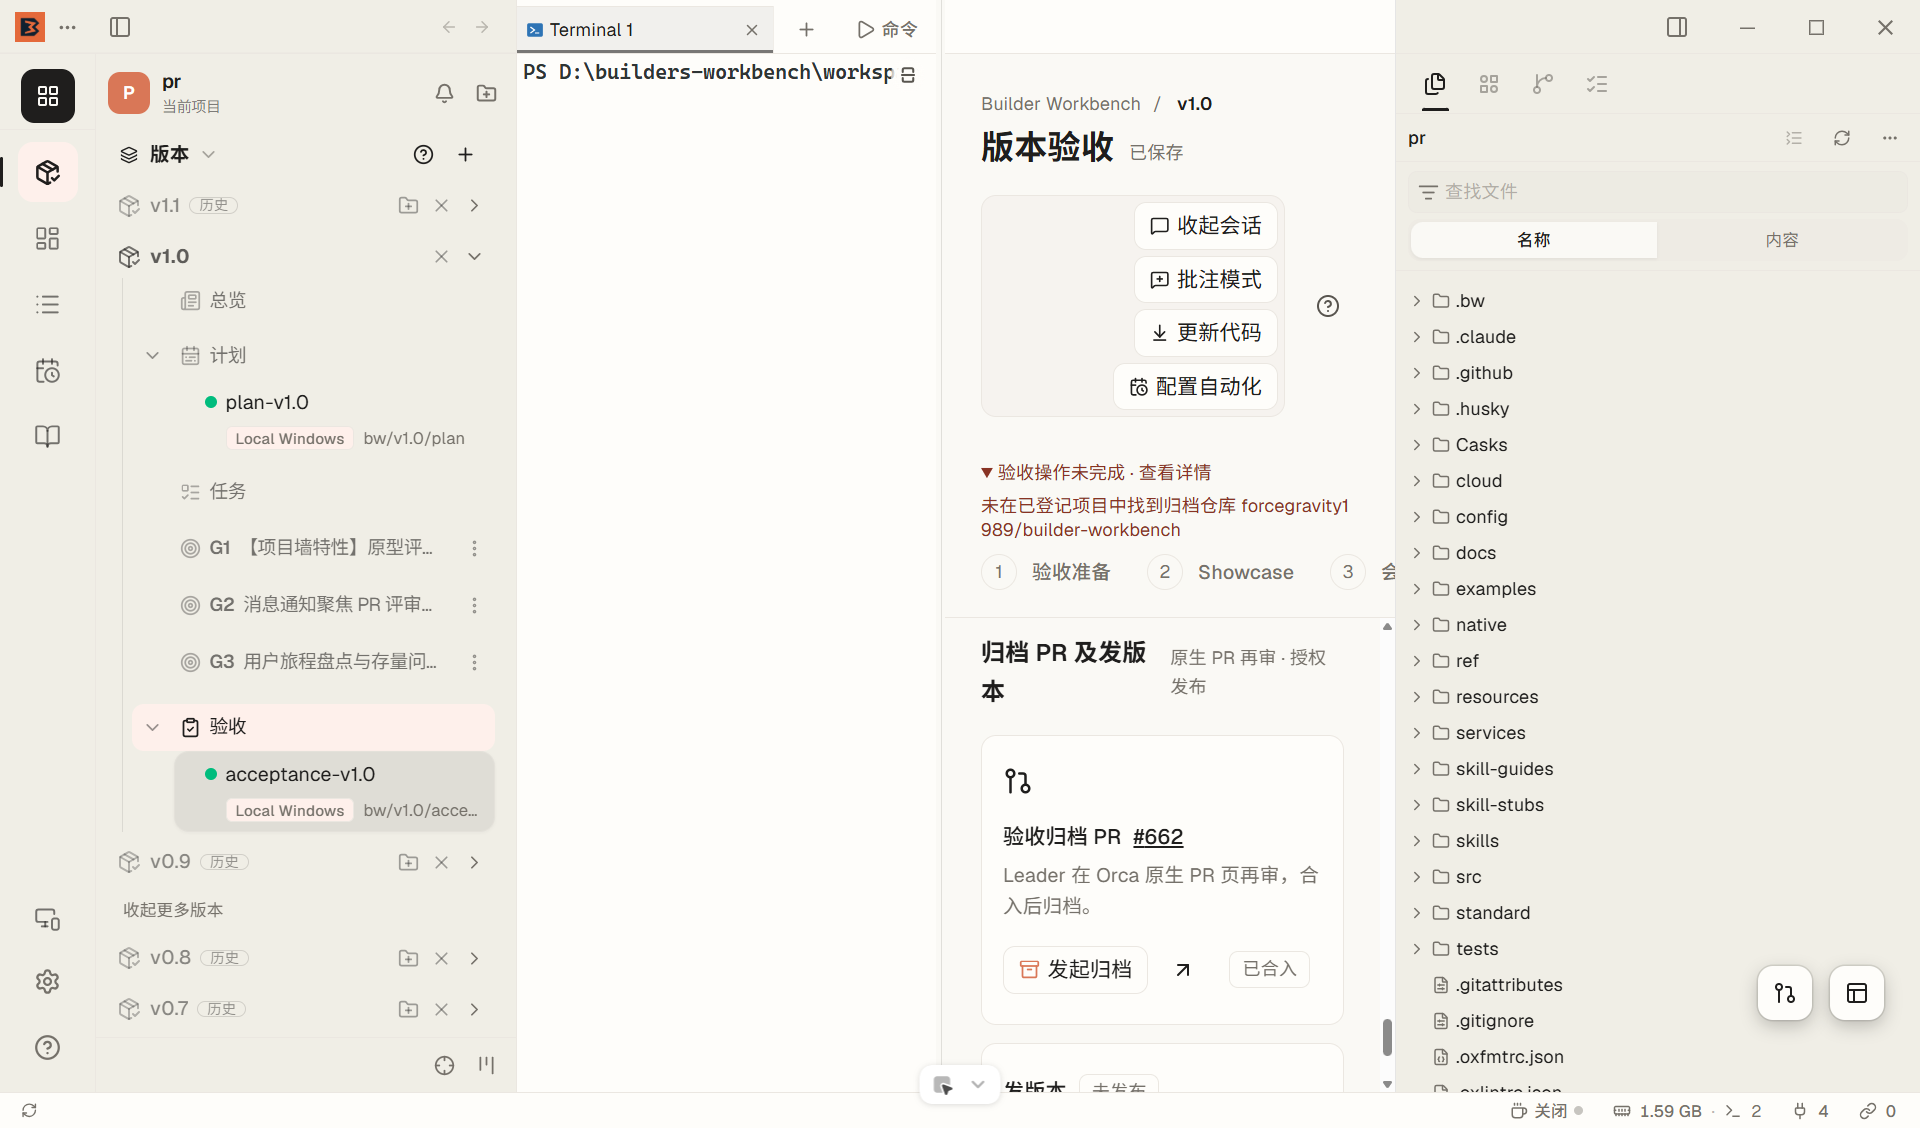 pr
当前项目
P
版本
v1.1 历史
v1.0
总览
计划
plan-v1.0
Local Windows bw/v1.0/plan
任务
G1 【项目墙特性】原型评...
G2 消息通知聚焦 PR 评审...
G3 用户旅程盘点与存量问...
验收
acceptance-v1.0
Local Windows bw/v1.0/acce...
v0.9 历史
收起更多版本
v0.8 历史
v0.7 历史
Terminal 1
命令
PS D:\builders-workbench\worksp
Builder Workbench / v1.0
版本验收 已保存
收起会话
批注模式
更新代码
配置自动化
验收操作未完成 · 查看详情
未在已登记项目中找到归档仓库 forcegravity1
989/builder-workbench
1 验收准备 2 Showcase 3 会
归档 PR 及发版
本
原生 PR 再审 · 授权
发布
验收归档 PR #662
Leader 在 Orca 原生 PR 页再审，合
入后归档。
发起归档 已合入
发版本 未发布
pr
查找文件
名称 内容
.bw
.claude
.github
.husky
Casks
cloud
config
docs
examples
native
ref
resources
services
skill-guides
skill-stubs
skills
src
standard
tests
.gitattributes
.gitignore
.oxfmtrc.json
.oxlintrc.json
关闭 1.59 GB · 2 4 0